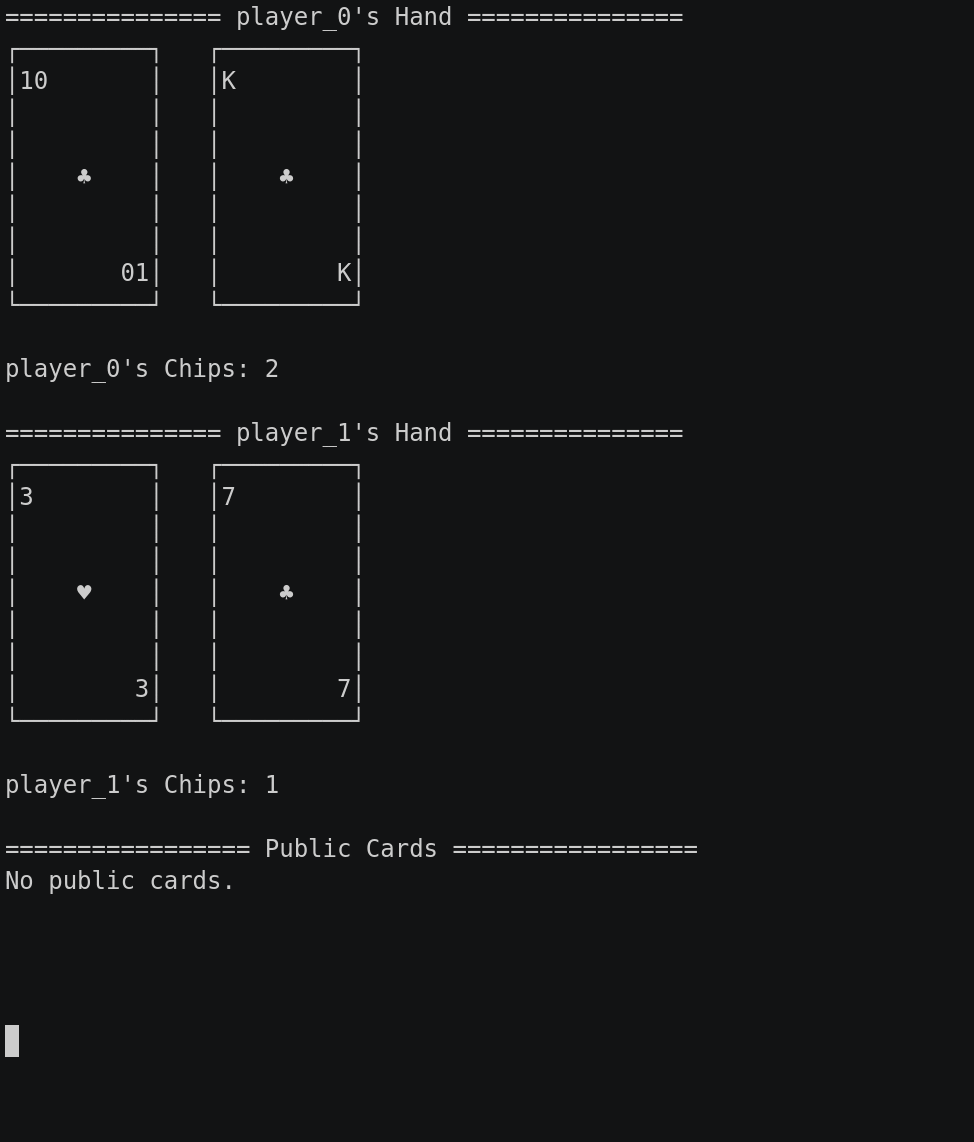 =============== player_0's Hand ===============
┌─────────┐   ┌─────────┐
│10       │   │K        │
│         │   │         │
│         │   │         │
│    ♣    │   │    ♣    │
│         │   │         │
│         │   │         │
│       01│   │        K│
└─────────┘   └─────────┘
player_0's Chips: 2
=============== player_1's Hand ===============
┌─────────┐   ┌─────────┐
│3        │   │7        │
│         │   │         │
│         │   │         │
│    ♥    │   │    ♣    │
│         │   │         │
│         │   │         │
│        3│   │        7│
└─────────┘   └─────────┘
player_1's Chips: 1
================= Public Cards =================
No public cards.